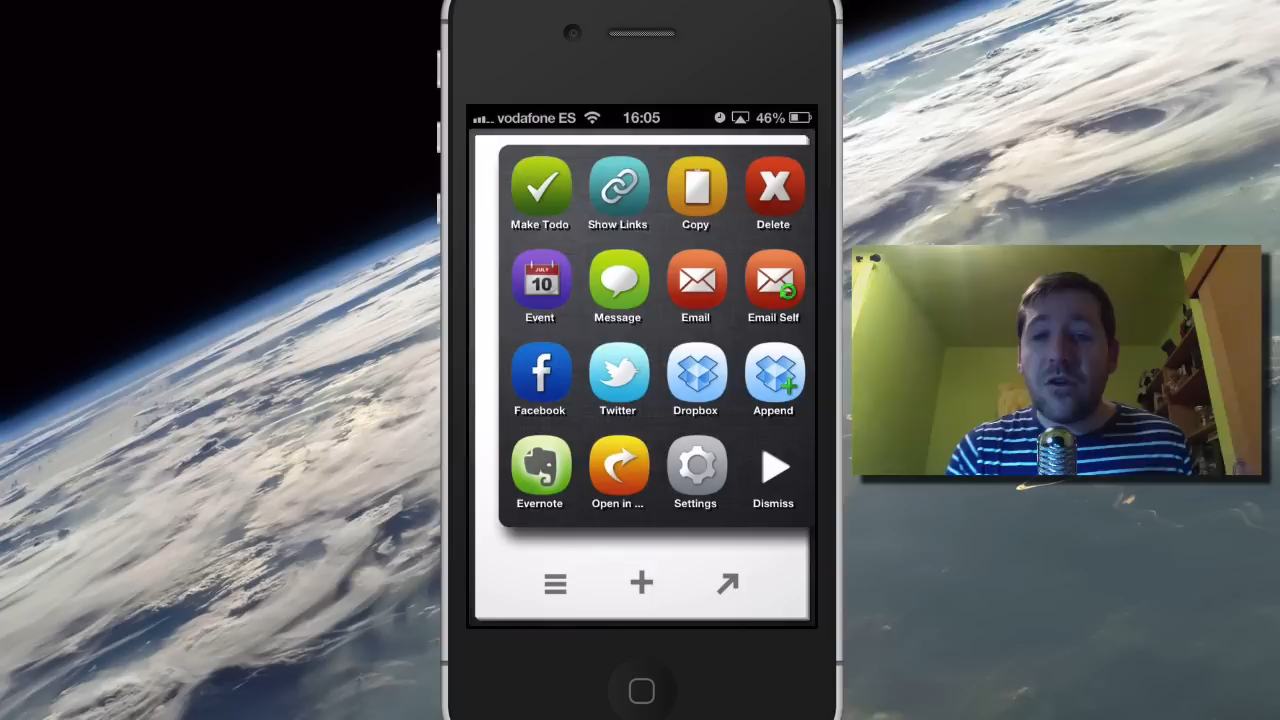 vodafone ES 16:05 46%
Make Todo Show Links Copy Delete
JULY
10
Event Message Email Email Self
Facebook Twitter Dropbox Append
Evernote Open in ... Settings Dismiss